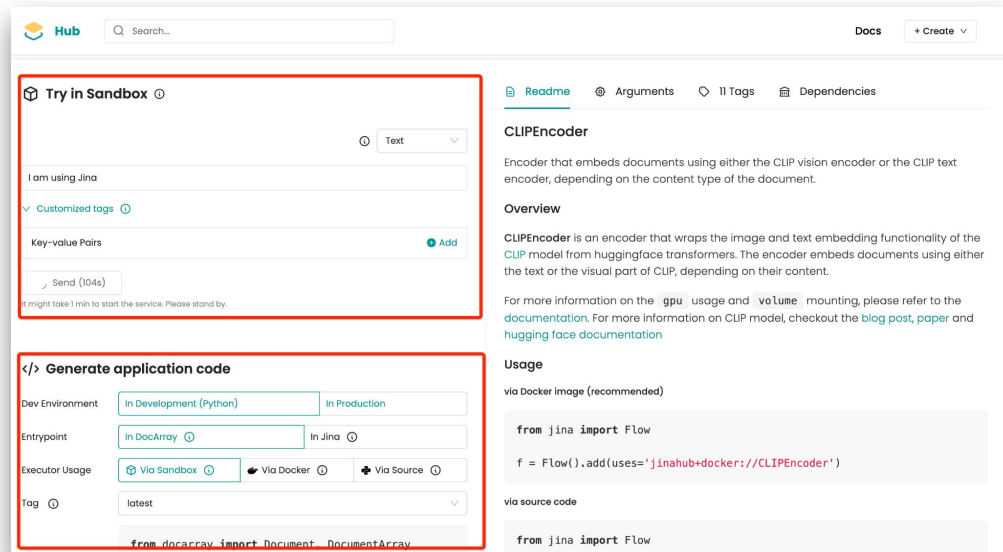 Hub
Search...
Docs
+ Create
Try in Sandbox
Text
I am using Jina
Customized tags
Key-value Pairs
Add
Send (104s)
It might take 1 min to start the service. Please stand by.
</> Generate application code
Dev Environment
In Development (Python)
In Production
Entrypoint
In DocArray
In Jina
Executor Usage
Via Sandbox
Via Docker
Via Source
Tag
latest
from docarray import Document, DocumentArray
Readme
Arguments
11 Tags
Dependencies
CLIPEncoder
Encoder that embeds documents using either the CLIP vision encoder or the CLIP text
encoder, depending on the content type of the document.
Overview
CLIPEncoder is an encoder that wraps the image and text embedding functionality of the
CLIP model from huggingface transformers. The encoder embeds documents using either
the text or the visual part of CLIP, depending on their content.
For more information on the gpu usage and volume mounting, please refer to the
documentation. For more information on CLIP model, checkout the blog post, paper and
hugging face documentation
Usage
via Docker image (recommended)
from jina import Flow
f = Flow().add(uses='jinahub+docker://CLIPEncoder')
via source code
from jina import Flow